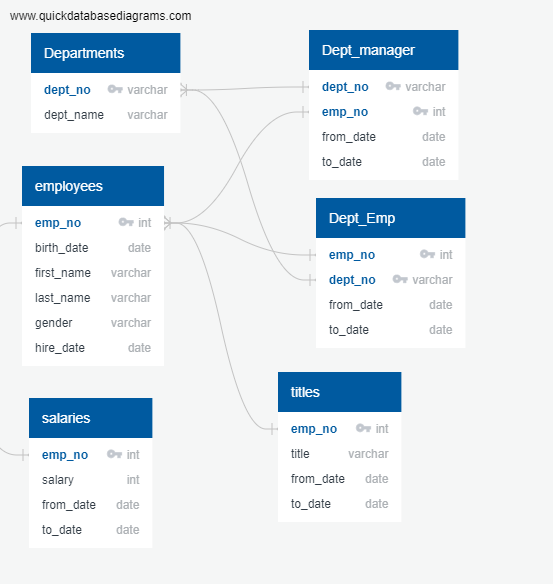 www.quickdatabasediagrams.com
Departments
dept_no varchar
dept_name varchar
Dept_manager
dept_no varchar
emp_no int
from_date date
to_date date
employees
emp_no int
birth_date date
first_name varchar
last_name varchar
gender varchar
hire_date date
Dept_Emp
emp_no int
dept_no varchar
from_date date
to_date date
salaries
emp_no int
salary int
from_date date
to_date date
titles
emp_no int
title varchar
from_date date
to_date date